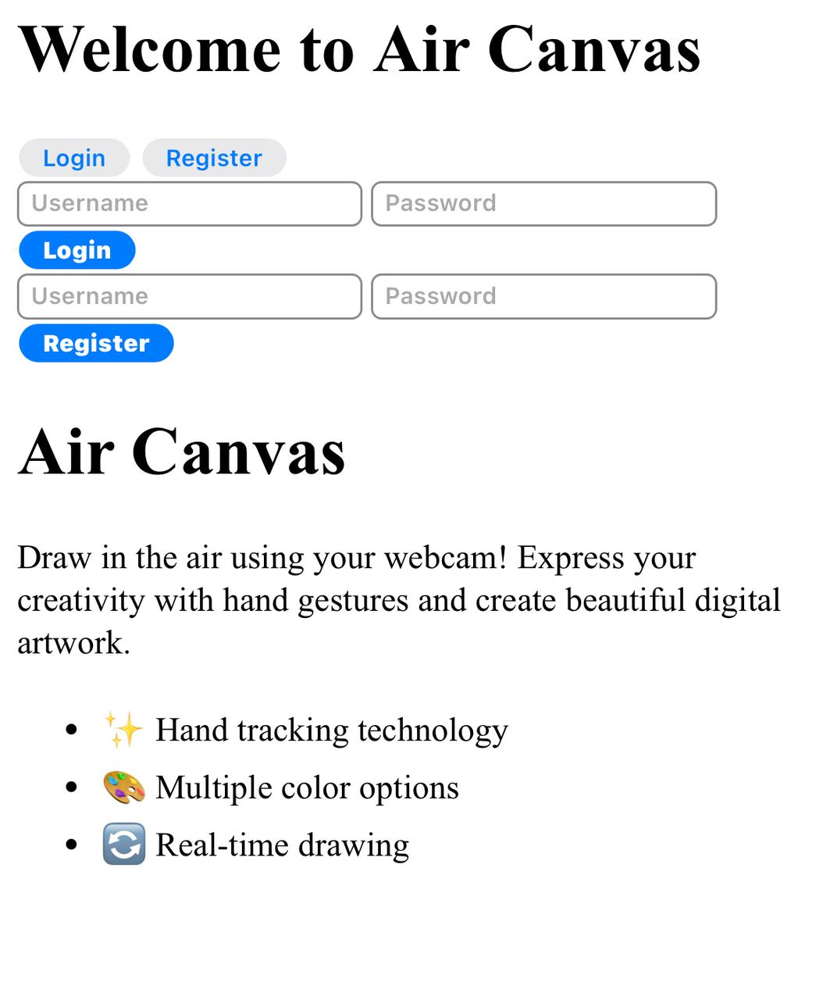 Welcome to Air Canvas
Login Register
Username Password
Login
Username Password
Register
Air Canvas
Draw in the air using your webcam! Express your
creativity with hand gestures and create beautiful digital
artwork.
• ✨ Hand tracking technology
• 🎨 Multiple color options
• 🔄 Real-time drawing